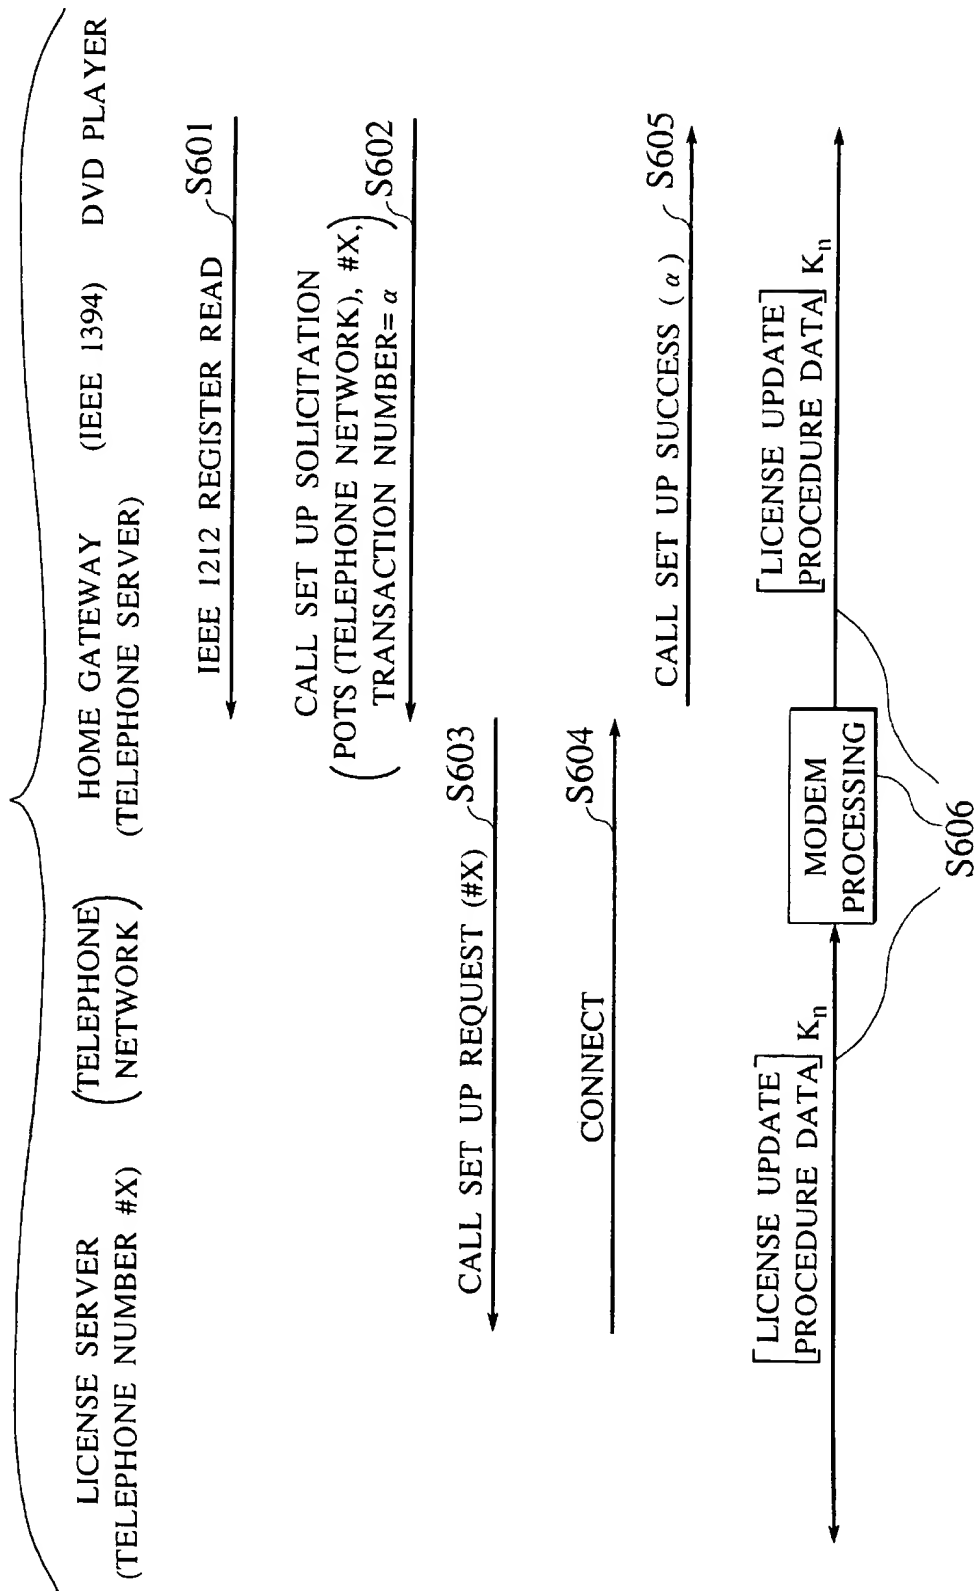 LICENSE SERVER
(TELEPHONE NUMBER #X)
(TELEPHONE
NETWORK)
HOME GATEWAY
(TELEPHONE SERVER)
(IEEE 1394)
DVD PLAYER
IEEE 1212 REGISTER READ
S601
CALL SET UP SOLICITATION
(POTS (TELEPHONE NETWORK), #X,
TRANSACTION NUMBER= α)
S602
CALL SET UP REQUEST (#X)
S603
CONNECT
S604
CALL SET UP SUCCESS (α)
S605
[LICENSE UPDATE
PROCEDURE DATA] Kn
MODEM
PROCESSING
[LICENSE UPDATE
PROCEDURE DATA] Kn
S606